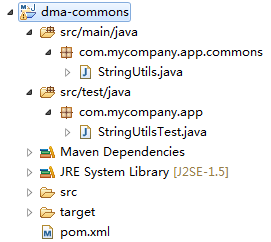 dma-commons
src/main/java
com.mycompany.app.commons
StringUtils.java
src/test/java
com.mycompany.app
StringUtilsTest.java
Maven Dependencies
JRE System Library [J2SE-1.5]
src
target
pom.xml